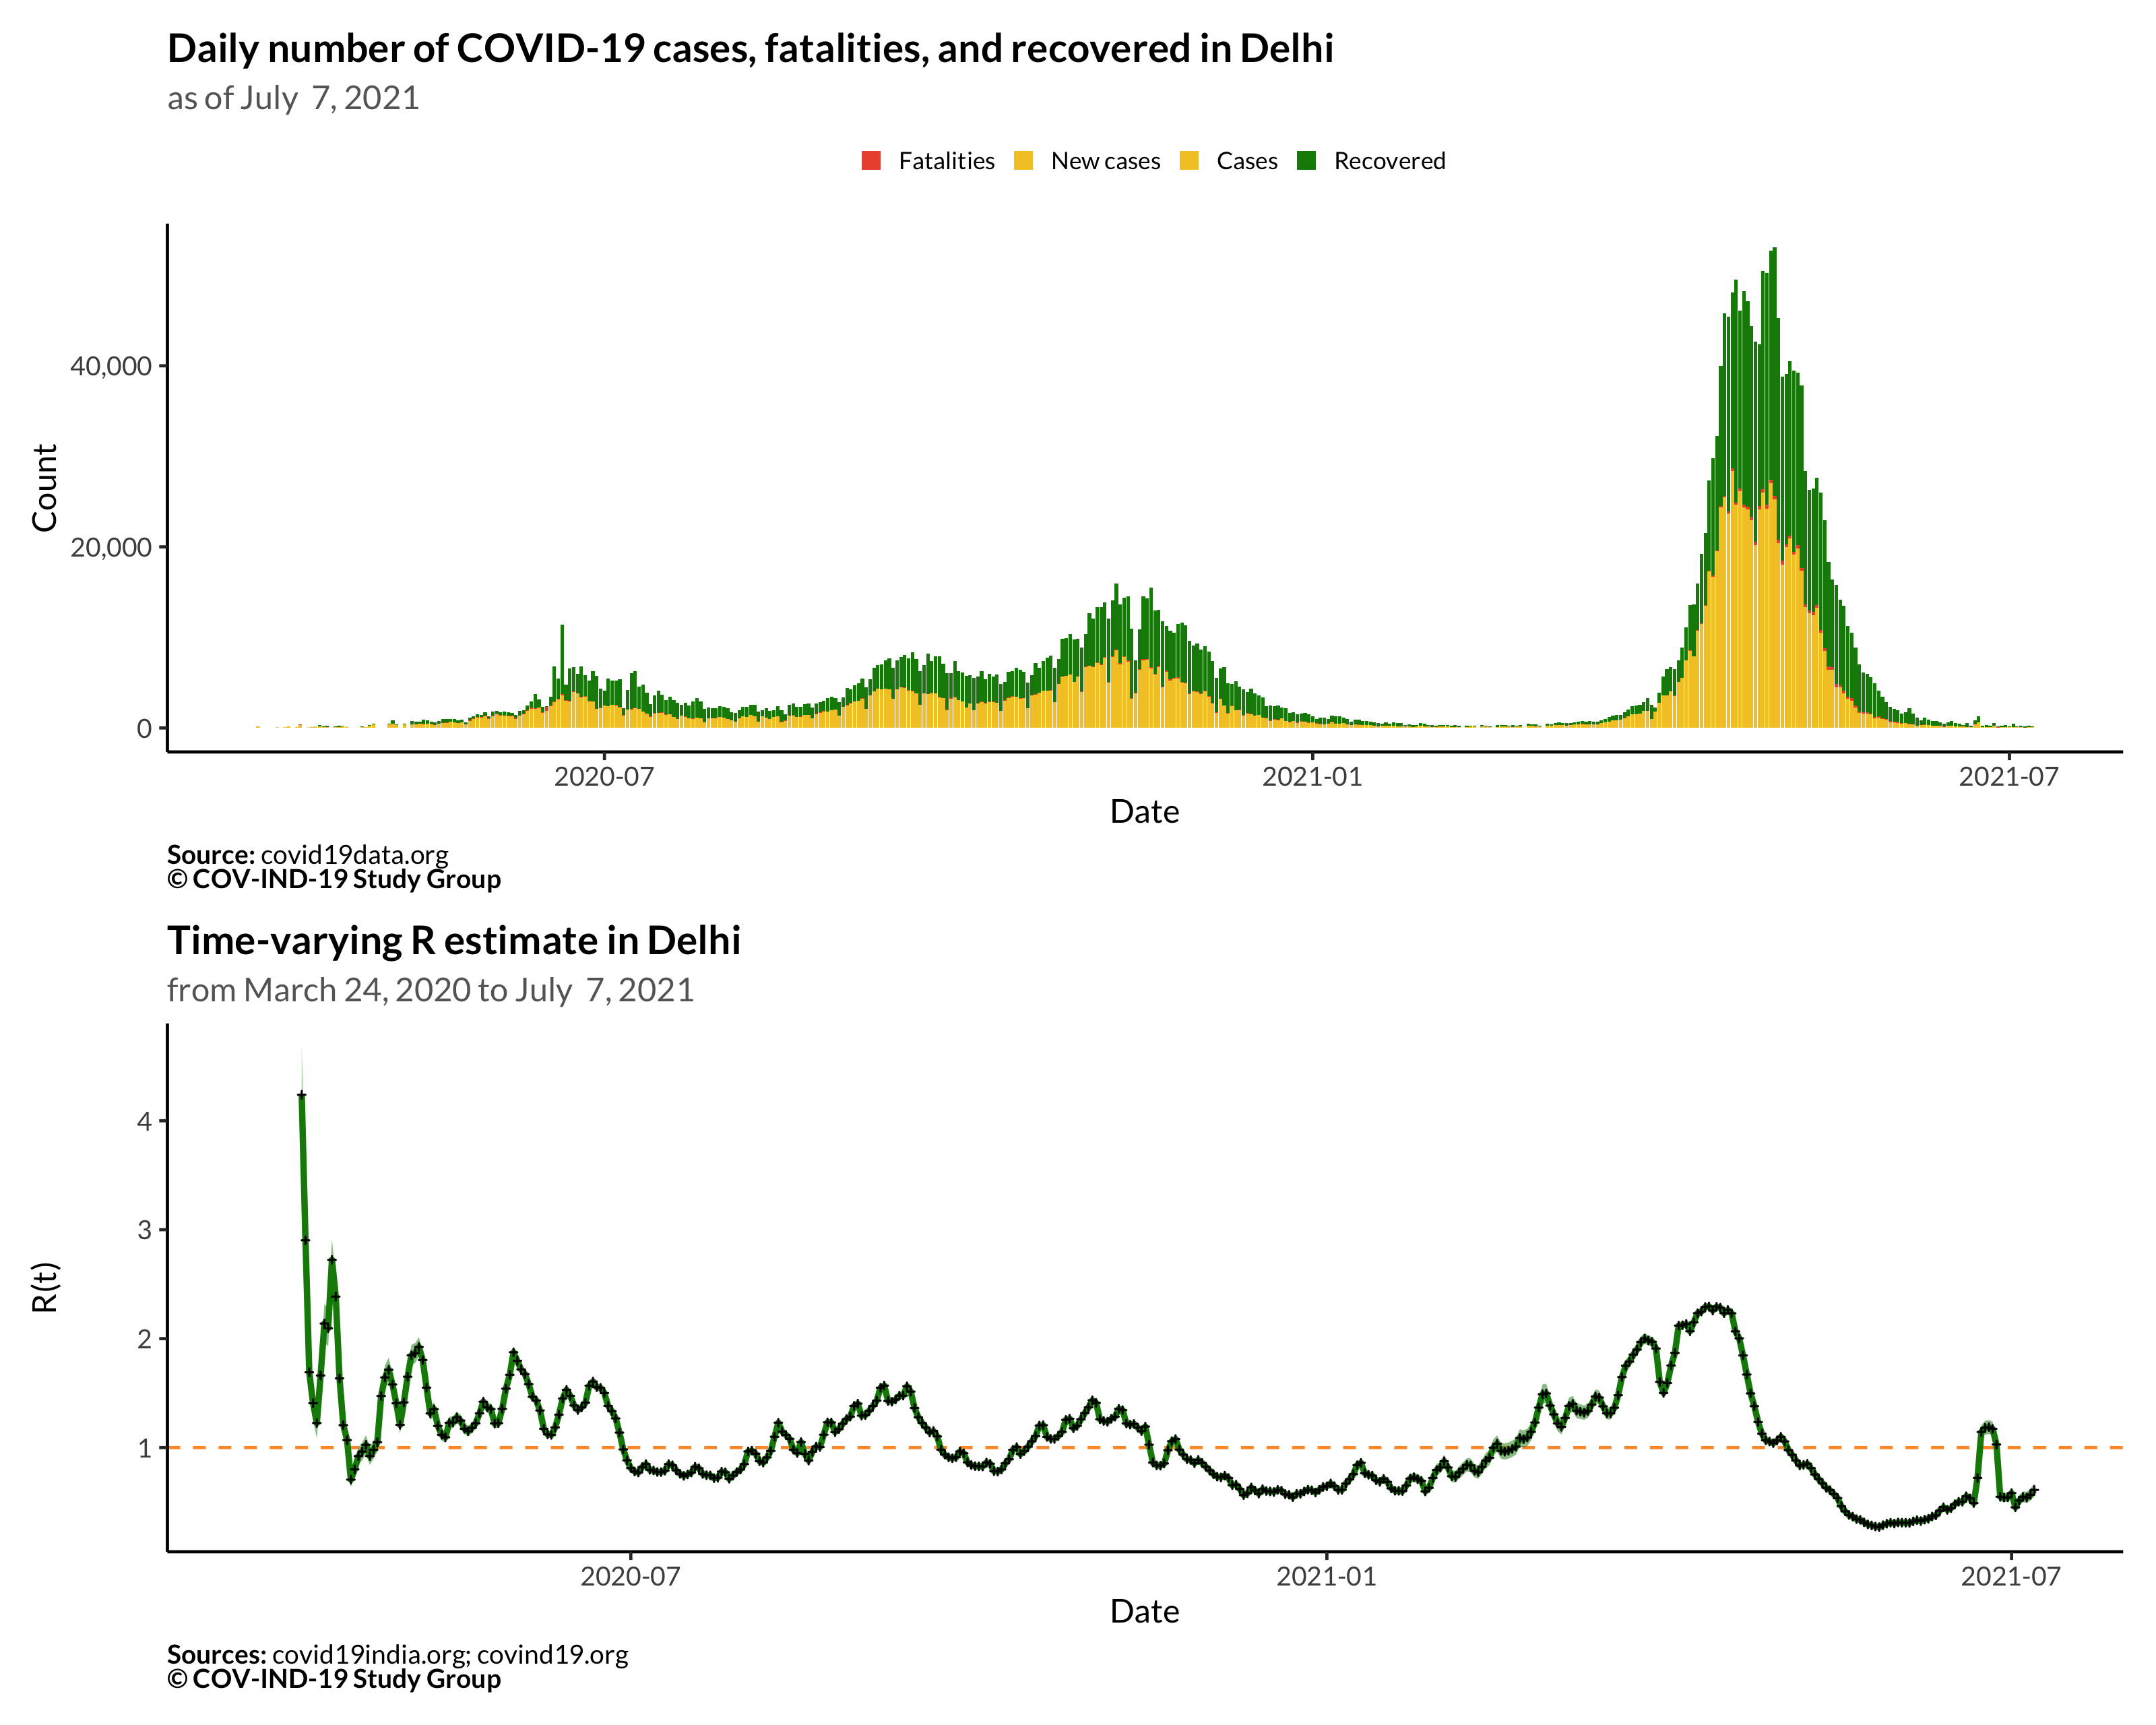 Daily number of COVID-19 cases, fatalities, and recovered in Delhi
as of July  7, 2021
Fatalities New cases Cases Recovered
Count
40,000
20,000
0
2020-07 2021-01 2021-07
Date
Source: covid19data.org
© COV-IND-19 Study Group
Time-varying R estimate in Delhi
from March 24, 2020 to July  7, 2021
R(t)
4
3
2
1
2020-07 2021-01 2021-07
Date
Sources: covid19india.org; covind19.org
© COV-IND-19 Study Group